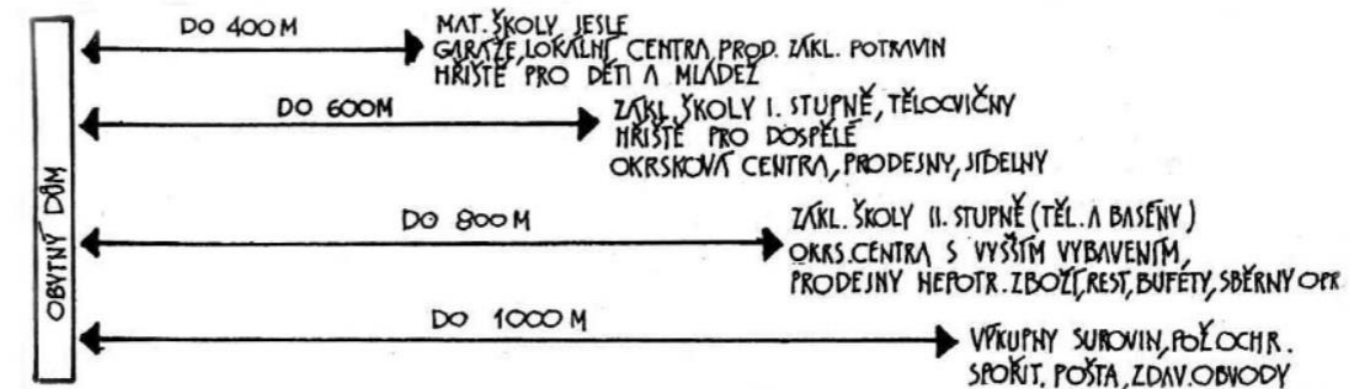 OBYTNÝ DŮM
DO 400 M
MAT. ŠKOLY JESLE
GARÁŽE, LOKÁLNÍ CENTRA, PROD. ZÁKL. POTRAVIN
HŘIŠTĚ PRO DĚTI A MLÁDEŽ
DO 600M
ZÁKL. ŠKOLY I. STUPNĚ, TĚLOCVIČNY
HŘIŠTĚ PRO DOSPĚLÉ
OKRSKOVÁ CENTRA, PRODEJNY, JÍDELNY
DO 800 M
ZÁKL. ŠKOLY II. STUPNĚ (TĚL. A BASÉNY)
OKRS. CENTRA S VYŠŠÍM VYBAVENÍM,
PRODEJNY NEPOTR. ZBOŽÍ, REST, BUFÉTY, SBĚRNY OPR
DO 1000 M
VÝKUPNY SUROVIN, POŽ OCHR.
SPOŘIT. POŠTA, ZDAV. OBVODY